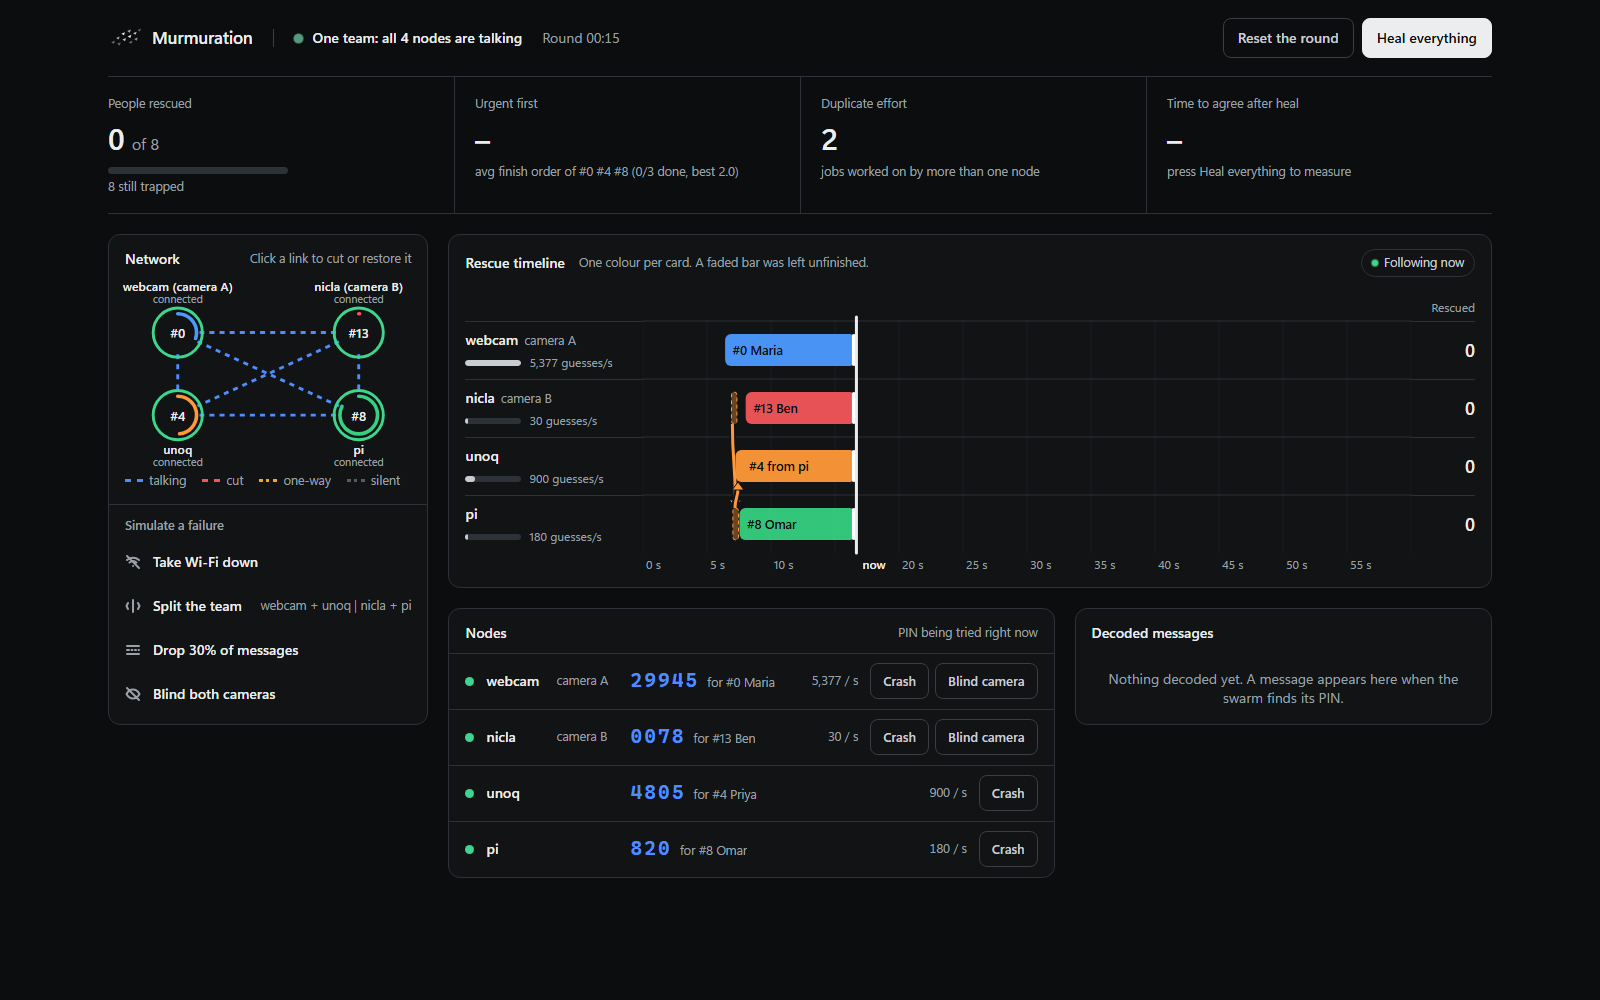 Murmuration
One team: all 4 nodes are talking
Round 00:15
Reset the round
Heal everything
People rescued
0 of 8
8 still trapped
Urgent first
–
avg finish order of #0 #4 #8 (0/3 done, best 2.0)
Duplicate effort
2
jobs worked on by more than one node
Time to agree after heal
–
press Heal everything to measure
Network
Click a link to cut or restore it
webcam (camera A)
connected
#0
nicla (camera B)
connected
#13
#4
unoq
connected
#8
pi
connected
talking
cut
one-way
silent
Simulate a failure
Take Wi-Fi down
Split the team
webcam + unoq | nicla + pi
Drop 30% of messages
Blind both cameras
Rescue timeline
One colour per card. A faded bar was left unfinished.
Following now
Rescued
webcam camera A
5,377 guesses/s
#0 Maria
0
nicla camera B
30 guesses/s
#13 Ben
0
unoq
900 guesses/s
#4 from pi
0
pi
180 guesses/s
#8 Omar
0
0 s 5 s 10 s now 20 s 25 s 30 s 35 s 40 s 45 s 50 s 55 s
Nodes
PIN being tried right now
webcam camera A 29945 for #0 Maria 5,377 / s Crash Blind camera
nicla camera B 0078 for #13 Ben 30 / s Crash Blind camera
unoq 4805 for #4 Priya 900 / s Crash
pi 820 for #8 Omar 180 / s Crash
Decoded messages
Nothing decoded yet. A message appears here when the
swarm finds its PIN.